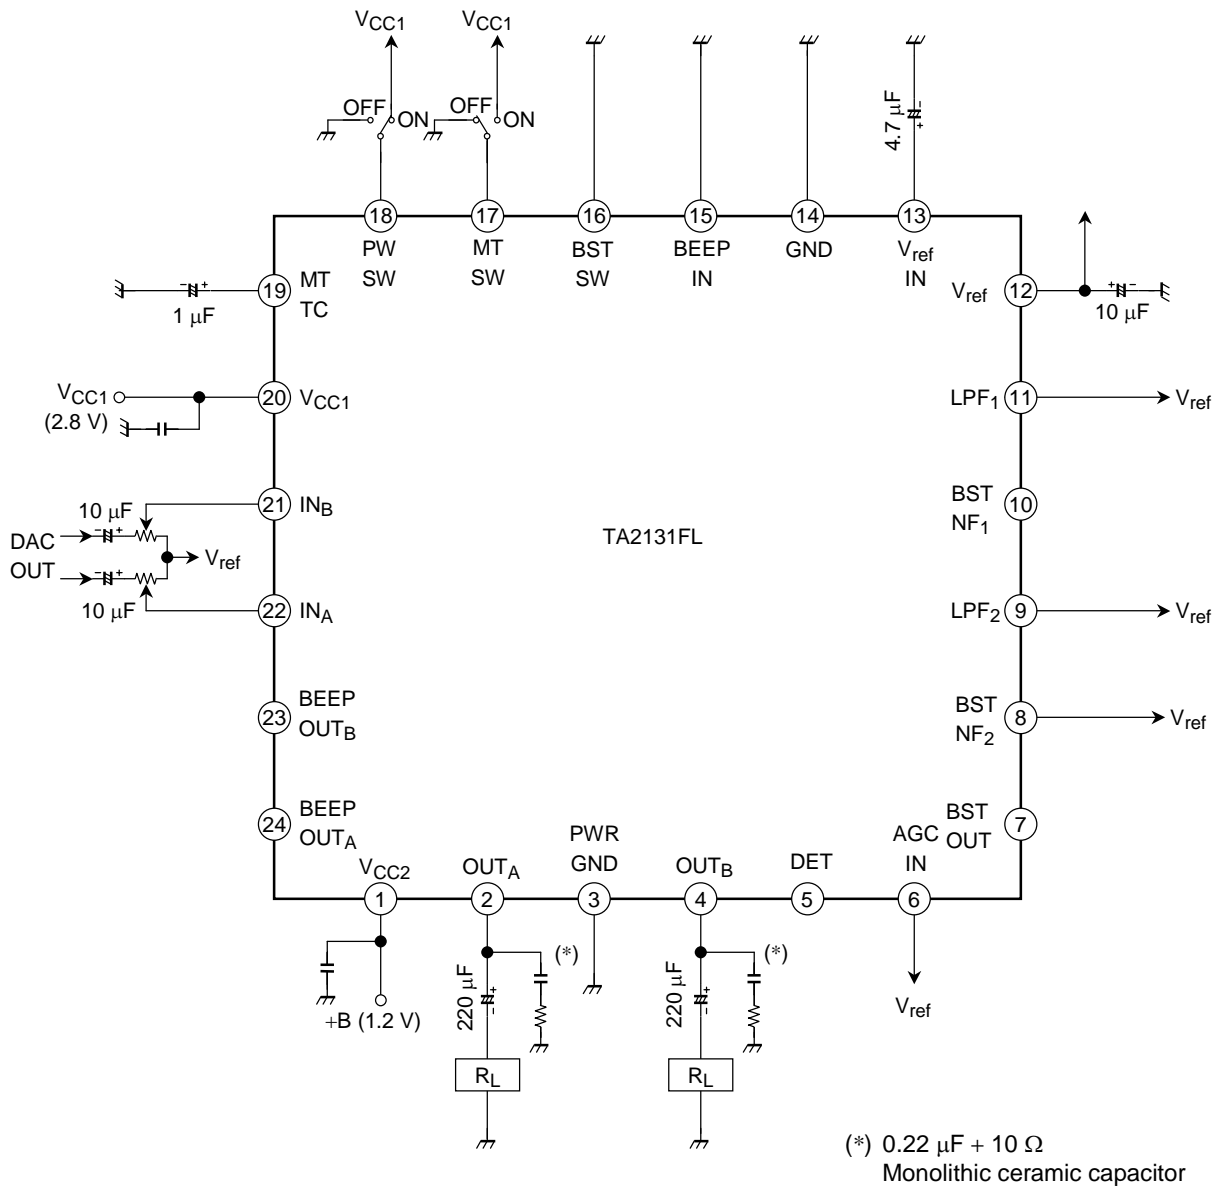 VCC1
VCC1
OFF
ON
OFF
ON
4.7 μF
- +
18
17
16
15
14
13
PW
SW
MT
SW
BST
SW
BEEP
IN
GND
Vref
IN
19
MT
TC
- +
1 μF
Vref
12
+ -
10 μF
VCC1
(2.8 V)
20
VCC1
LPF1
11
Vref
21
INB
10 μF
- +
DAC
OUT
Vref
- +
10 μF
22
INA
TA2131FL
BST
NF1
10
LPF2
9
Vref
23
BEEP
OUTB
BST
NF2
8
Vref
24
BEEP
OUTA
BST
OUT
7
VCC2
OUTA
PWR
GND
OUTB
DET
AGC
IN
1
2
3
4
5
6
+B (1.2 V)
220 μF
+ -
(*)
RL
220 μF
+ -
(*)
RL
Vref
(*) 0.22 μF + 10 Ω
Monolithic ceramic capacitor